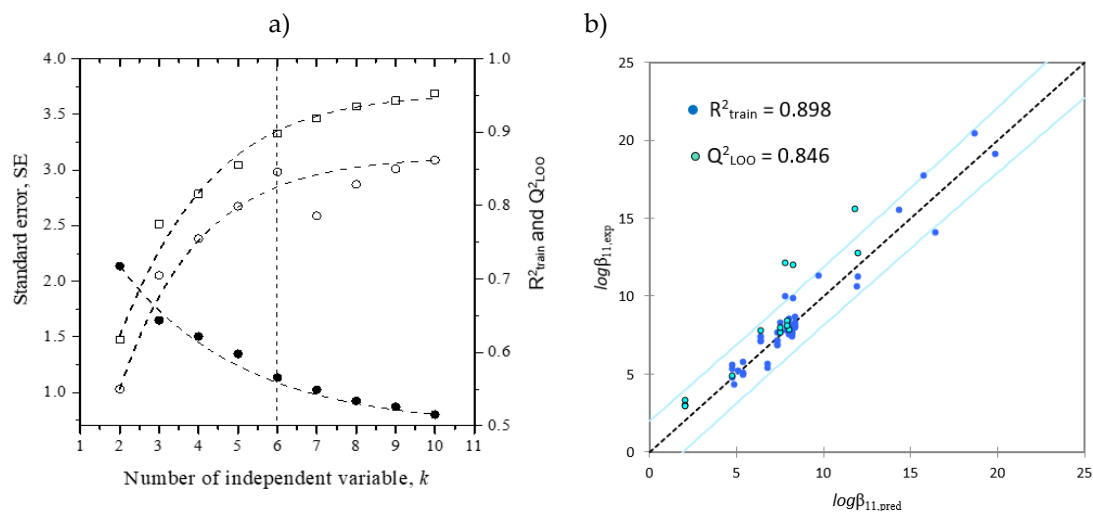 a)
4.0
3.5
3.0
2.5
2.0
1.5
1.0
Standard error, SE
1.0
0.9
0.8
0.7
0.6
0.5
R²train and Q²LOO
1 2 3 4 5 6 7 8 9 10 11
Number of independent variable, k
b)
25
20
15
10
5
0
logβ11,exp
R²train = 0.898
Q²LOO = 0.846
0 5 10 15 20 25
logβ11,pred